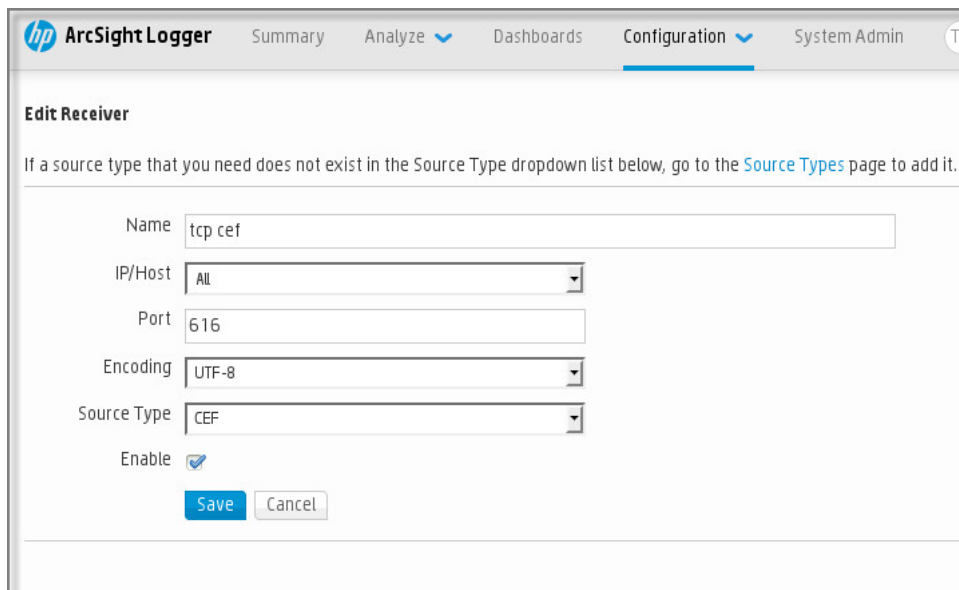 hp ArcSight Logger Summary Analyze Dashboards Configuration System Admin T
Edit Receiver
If a source type that you need does not exist in the Source Type dropdown list below, go to the Source Types page to add it.
Name tcp cef
IP/Host All
Port 616
Encoding UTF-8
Source Type CEF
Enable
Save Cancel